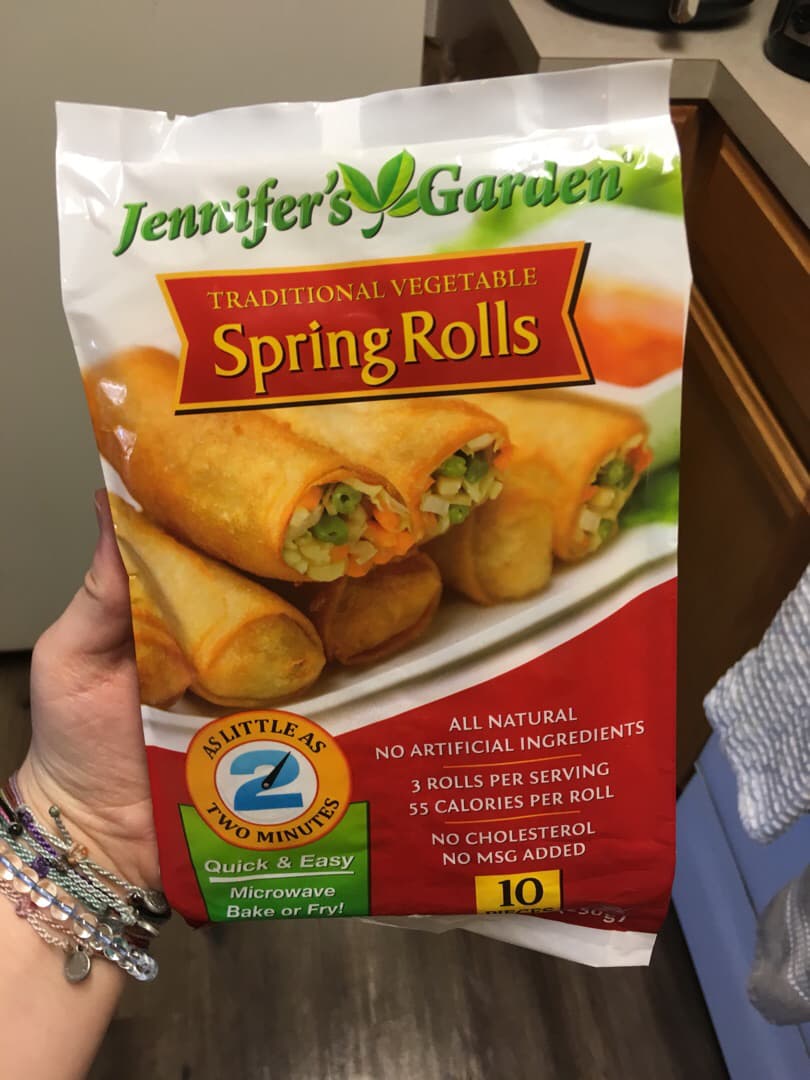 Jennifer's Garden
TRADITIONAL VEGETABLE
Spring Rolls
ALL NATURAL
NO ARTIFICIAL INGREDIENTS
3 ROLLS PER SERVING
55 CALORIES PER ROLL
NO CHOLESTEROL
NO MSG ADDED
AS LITTLE AS
2
TWO MINUTES
Quick & Easy
Microwave
Bake or Fry!
10
PIECES